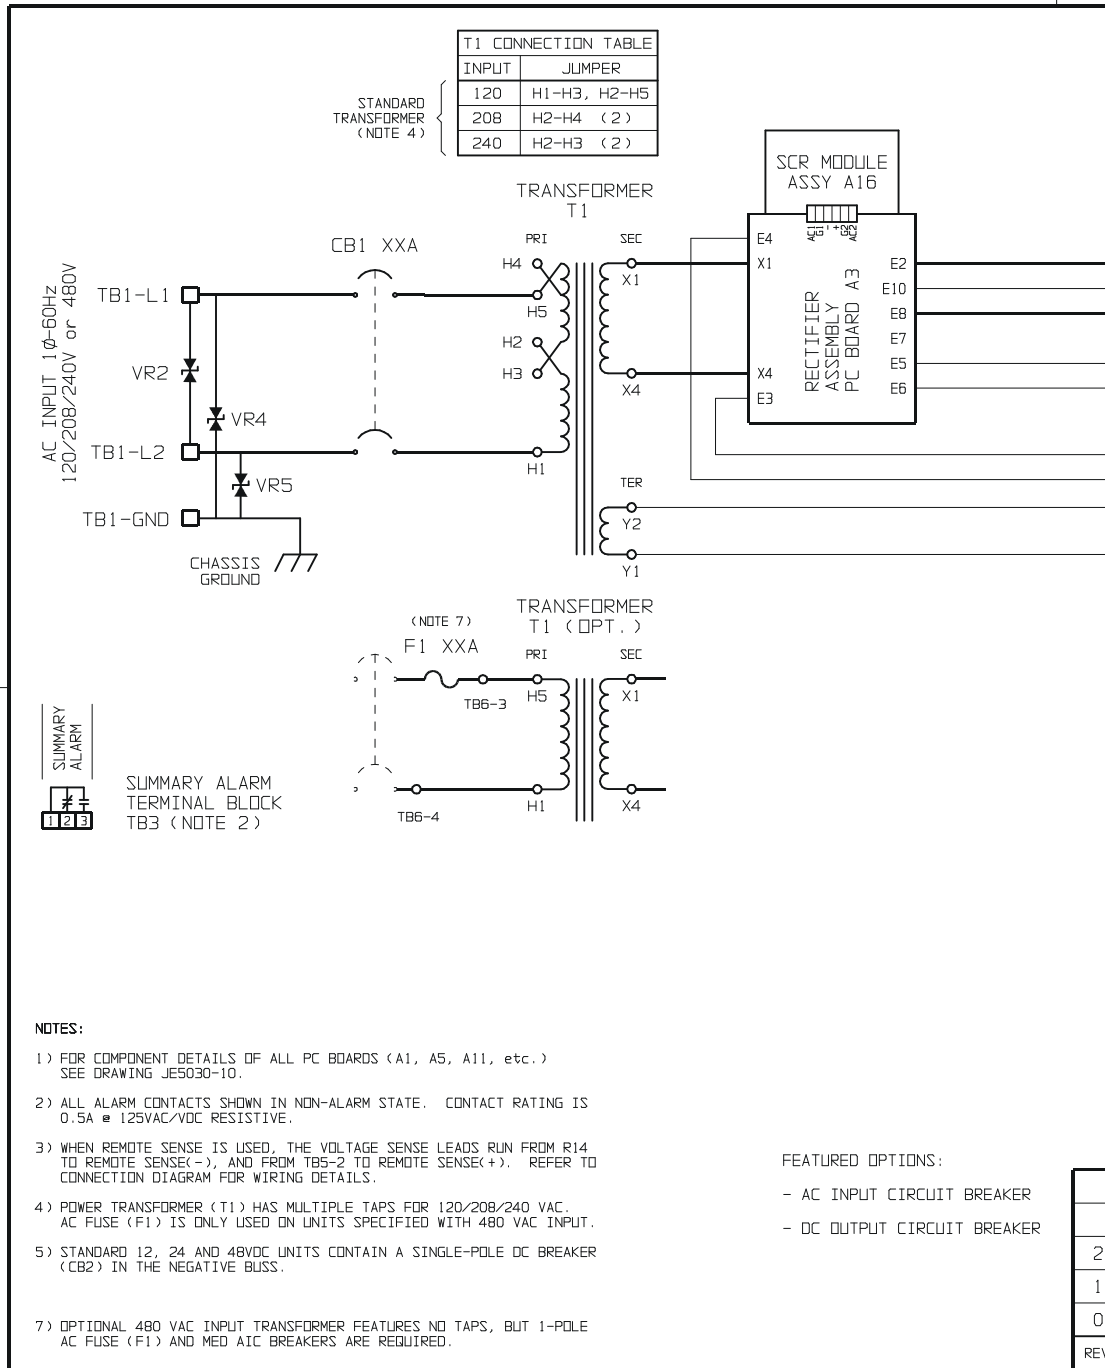 T1 CONNECTION TABLE
INPUT JUMPER
120 H1-H3, H2-H5
208 H2-H4 (2)
240 H2-H3 (2)
STANDARD
TRANSFORMER
(NOTE 4)
SCR MODULE
ASSY A16
AC1
G1
-
+
G2
AC2
E4
X1
X4
E3
RECTIFIER
ASSEMBLY
PC BOARD A3
E2
E10
E8
E7
E5
E6
TRANSFORMER
T1
PRI
SEC
H4
H5
H2
H3
H1
X1
X4
TER
Y2
Y1
CB1 XXA
AC INPUT 1Ø-60Hz
120/208/240V or 480V
TB1-L1
VR2
VR4
TB1-L2
VR5
TB1-GND
CHASSIS
GROUND
TRANSFORMER
T1 (OPT.)
(NOTE 7)
F1 XXA
PRI
SEC
TB6-3
H5
X1
TB6-4
H1
X4
SUMMARY
ALARM
1 2 3
SUMMARY ALARM
TERMINAL BLOCK
TB3 (NOTE 2)
NOTES:
1) FOR COMPONENT DETAILS OF ALL PC BOARDS (A1, A5, A11, etc.)
SEE DRAWING JE5030-10.
2) ALL ALARM CONTACTS SHOWN IN NON-ALARM STATE. CONTACT RATING IS
0.5A @ 125VAC/VDC RESISTIVE.
3) WHEN REMOTE SENSE IS USED, THE VOLTAGE SENSE LEADS RUN FROM R14
TO REMOTE SENSE(-), AND FROM TB5-2 TO REMOTE SENSE(+). REFER TO
CONNECTION DIAGRAM FOR WIRING DETAILS.
4) POWER TRANSFORMER (T1) HAS MULTIPLE TAPS FOR 120/208/240 VAC.
AC FUSE (F1) IS ONLY USED ON UNITS SPECIFIED WITH 480 VAC INPUT.
5) STANDARD 12, 24 AND 48VDC UNITS CONTAIN A SINGLE-POLE DC BREAKER
(CB2) IN THE NEGATIVE BUSS.
7) OPTIONAL 480 VAC INPUT TRANSFORMER FEATURES NO TAPS, BUT 1-POLE
AC FUSE (F1) AND MED AIC BREAKERS ARE REQUIRED.
FEATURED OPTIONS:
- AC INPUT CIRCUIT BREAKER
- DC OUTPUT CIRCUIT BREAKER
2
1
0
REV